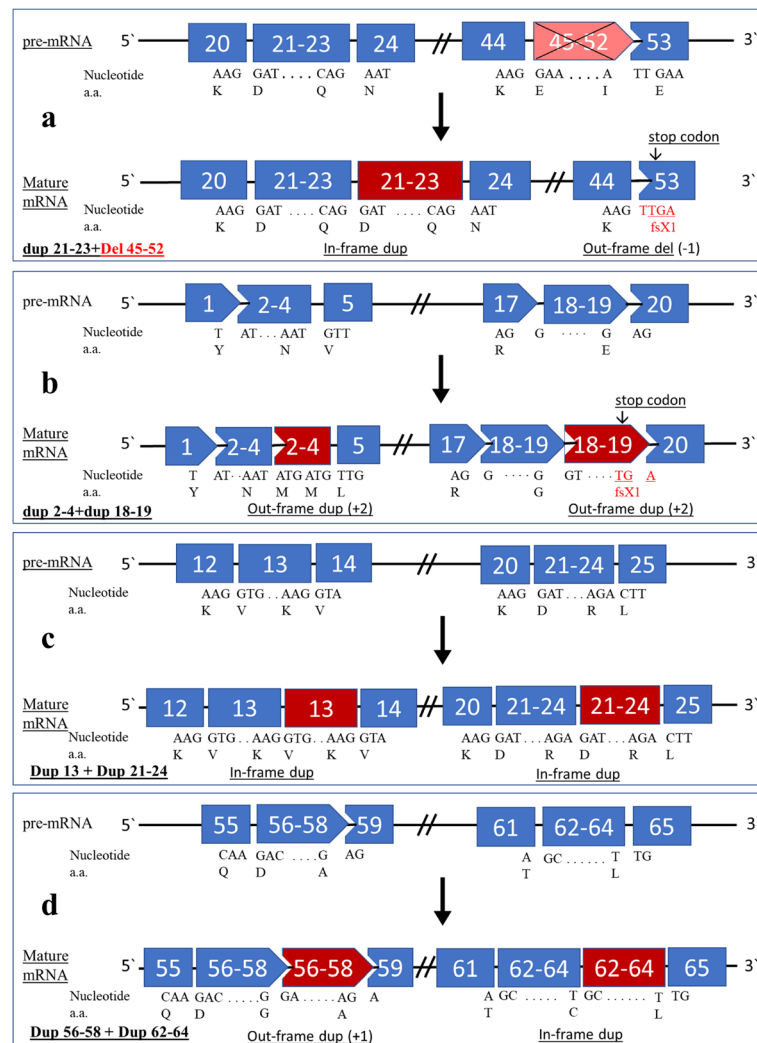 20 21-23 24 44 45-52 53
pre-mRNA 5` 3`
Nucleotide AAG GAT....CAG AAT AAG GAA....A TT GAA
a.a. K D Q N K E I E
a
stop codon
Mature mRNA 5` 20 21-23 21-23 24 44 53 3`
Nucleotide AAG GAT ....CAG GAT ....CAG AAT AAG TTGA
a.a. K D Q D Q N K fsX1
dup 21-23+Del 45-52 In-frame dup Out-frame del (-1)
pre-mRNA 5` 1 2-4 5 17 18-19 20 3`
Nucleotide T AT...AAT GTT AG G ···· G AG
a.a. Y N V R E
b
stop codon
Mature mRNA 5` 1 2-4 2-4 5 17 18-19 18-19 20 3`
Nucleotide T AT··AAT ATG ATG TTG AG G ····G GT ·····TG A
a.a. Y N M M L R G fsX1
dup 2-4+dup 18-19 Out-frame dup (+2) Out-frame dup (+2)
pre-mRNA 5` 12 13 14 20 21-24 25 3`
Nucleotide AAG GTG..AAG GTA AAG GAT...AGA CTT
a.a. K V K V K D R L
c
Mature mRNA 5` 12 13 13 14 20 21-24 21-24 25 3`
Nucleotide AAG GTG..AAG GTG...AAG GTA AAG GAT...AGA GAT...AGA CTT
a.a. K V K V K V K D R D R L
Dup 13 + Dup 21-24 In-frame dup In-frame dup
pre-mRNA 5` 55 56-58 59 61 62-64 65 3`
Nucleotide CAA GAC ....G AG A GC...... T TG
a.a. Q D A T L
d
Mature mRNA 5` 55 56-58 56-58 59 61 62-64 62-64 65 3`
Nucleotide CAA GAC .....G GA .....AG A A GC ..... T GC...... T TG
a.a. Q D G A T C L
Dup 56-58 + Dup 62-64 Out-frame dup (+1) In-frame dup